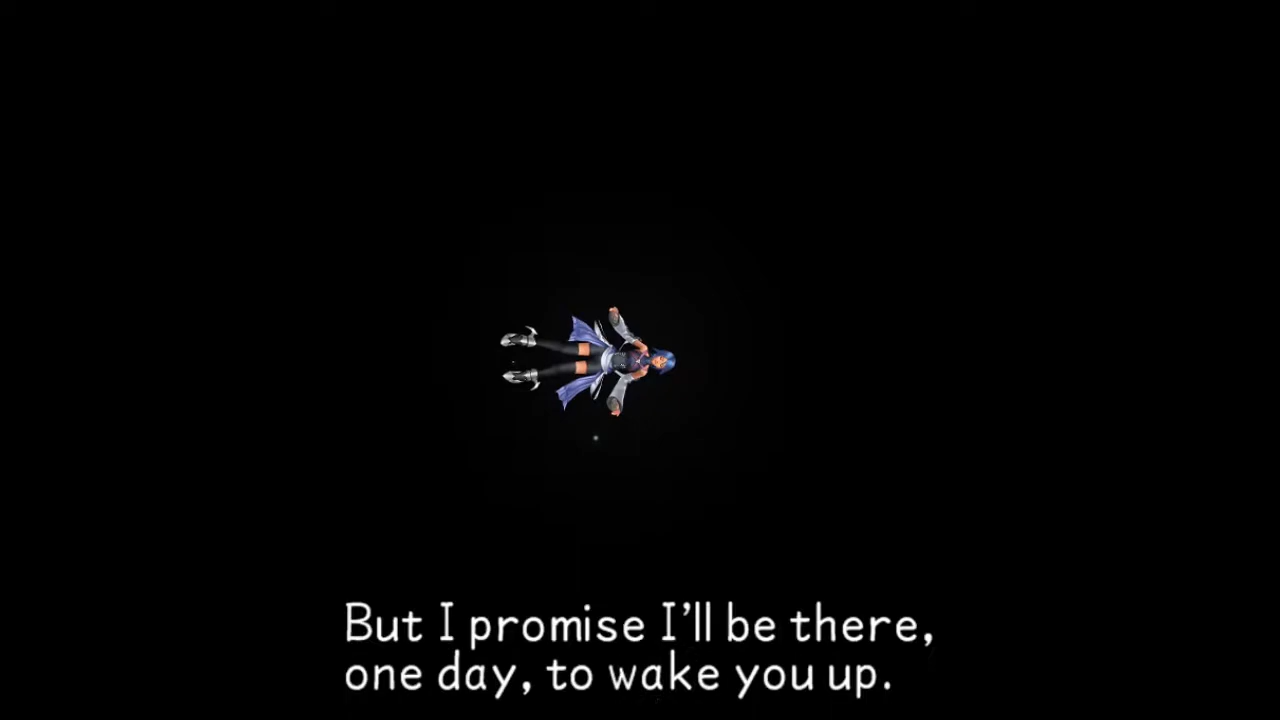 But I promise I'll be there,
one day, to wake you up.